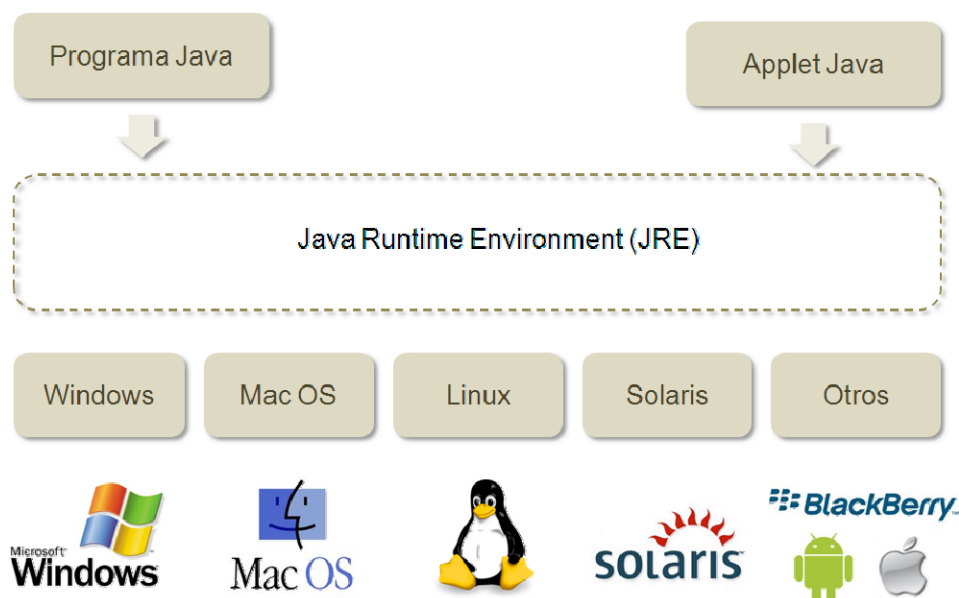 Programa Java
Applet Java
Java Runtime Environment (JRE)
Windows
Mac OS
Linux
Solaris
Otros
Microsoft
Windows
Mac OS
solaris
BlackBerry